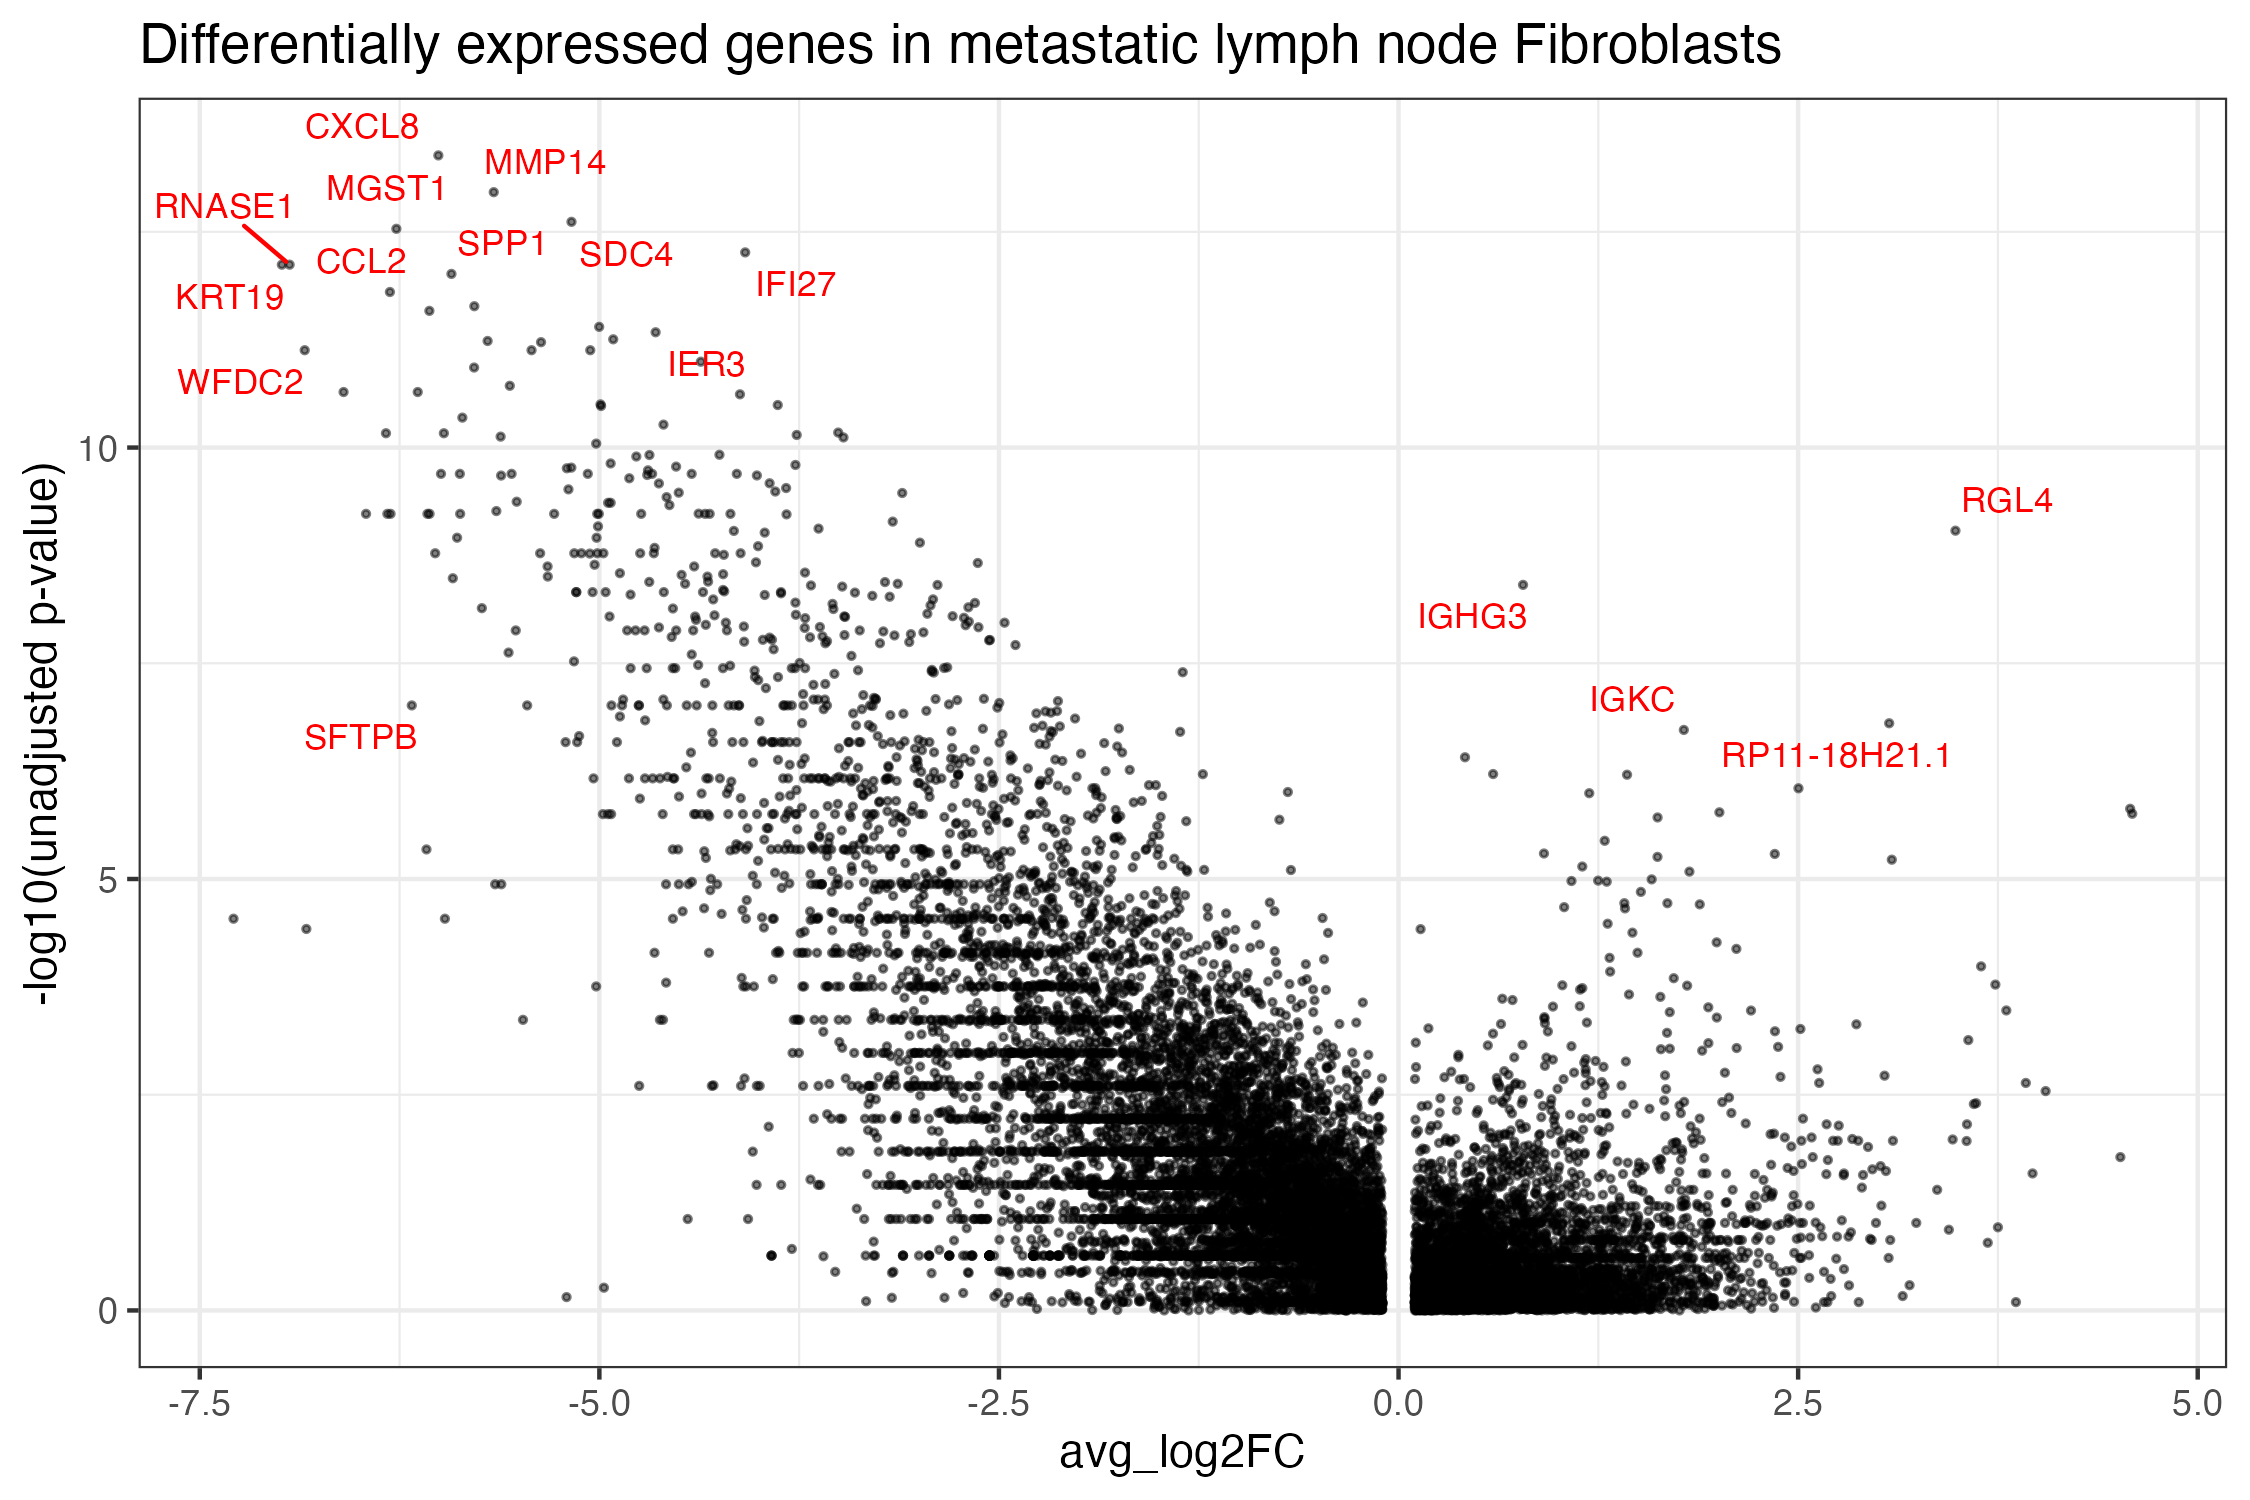 Differentially expressed genes in metastatic lymph node Fibroblasts
CXCL8
MMP14
MGST1
RNASE1
SPP1
SDC4
CCL2
IFI27
KRT19
IER3
WFDC2
RGL4
IGHG3
IGKC
SFTPB
RP11-18H21.1
10
5
0
-log10(unadjusted p-value)
-7.5
-5.0
-2.5
0.0
2.5
5.0
avg_log2FC